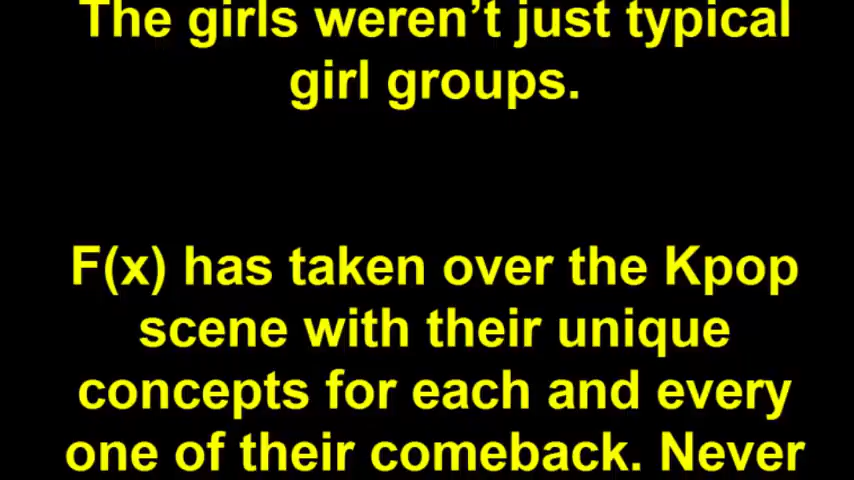 The girls weren’t just typical
girl groups.
F(x) has taken over the Kpop
scene with their unique
concepts for each and every
one of their comeback. Never